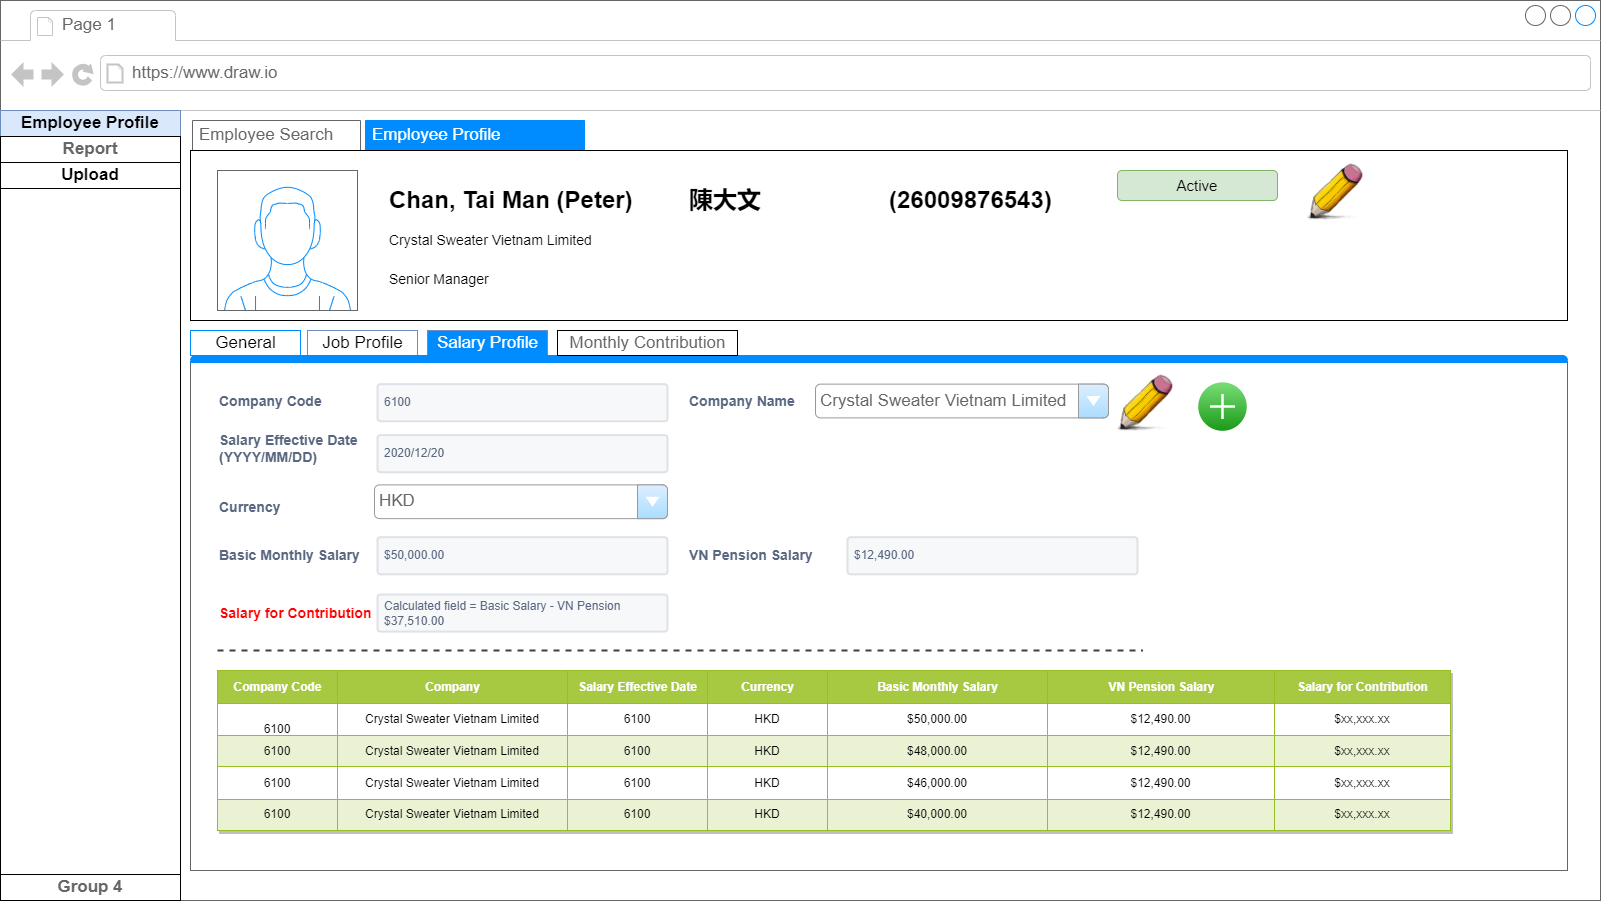 Page 1
https://www.draw.io
Employee Profile
Report
Upload
Group 4
Employee Search
Employee Profile
Chan, Tai Man (Peter) 陳大文 (26009876543)
Active
Crystal Sweater Vietnam Limited
Senior Manager
General
Job Profile
Salary Profile
Monthly Contribution
Company Code
6100
Company Name
Crystal Sweater Vietnam Limited
Salary Effective Date
(YYYY/MM/DD)
2020/12/20
Currency
HKD
Basic Monthly Salary
$50,000.00
VN Pension Salary
$12,490.00
Salary for Contribution
Calculated field = Basic Salary - VN Pension
$37,510.00
Company Code Company Salary Effective Date Currency Basic Monthly Salary VN Pension Salary Salary for Contribution
6100 Crystal Sweater Vietnam Limited 6100 HKD $50,000.00 $12,490.00 $xx,xxx.xx
6100 Crystal Sweater Vietnam Limited 6100 HKD $48,000.00 $12,490.00 $xx,xxx.xx
6100 Crystal Sweater Vietnam Limited 6100 HKD $46,000.00 $12,490.00 $xx,xxx.xx
6100 Crystal Sweater Vietnam Limited 6100 HKD $40,000.00 $12,490.00 $xx,xxx.xx